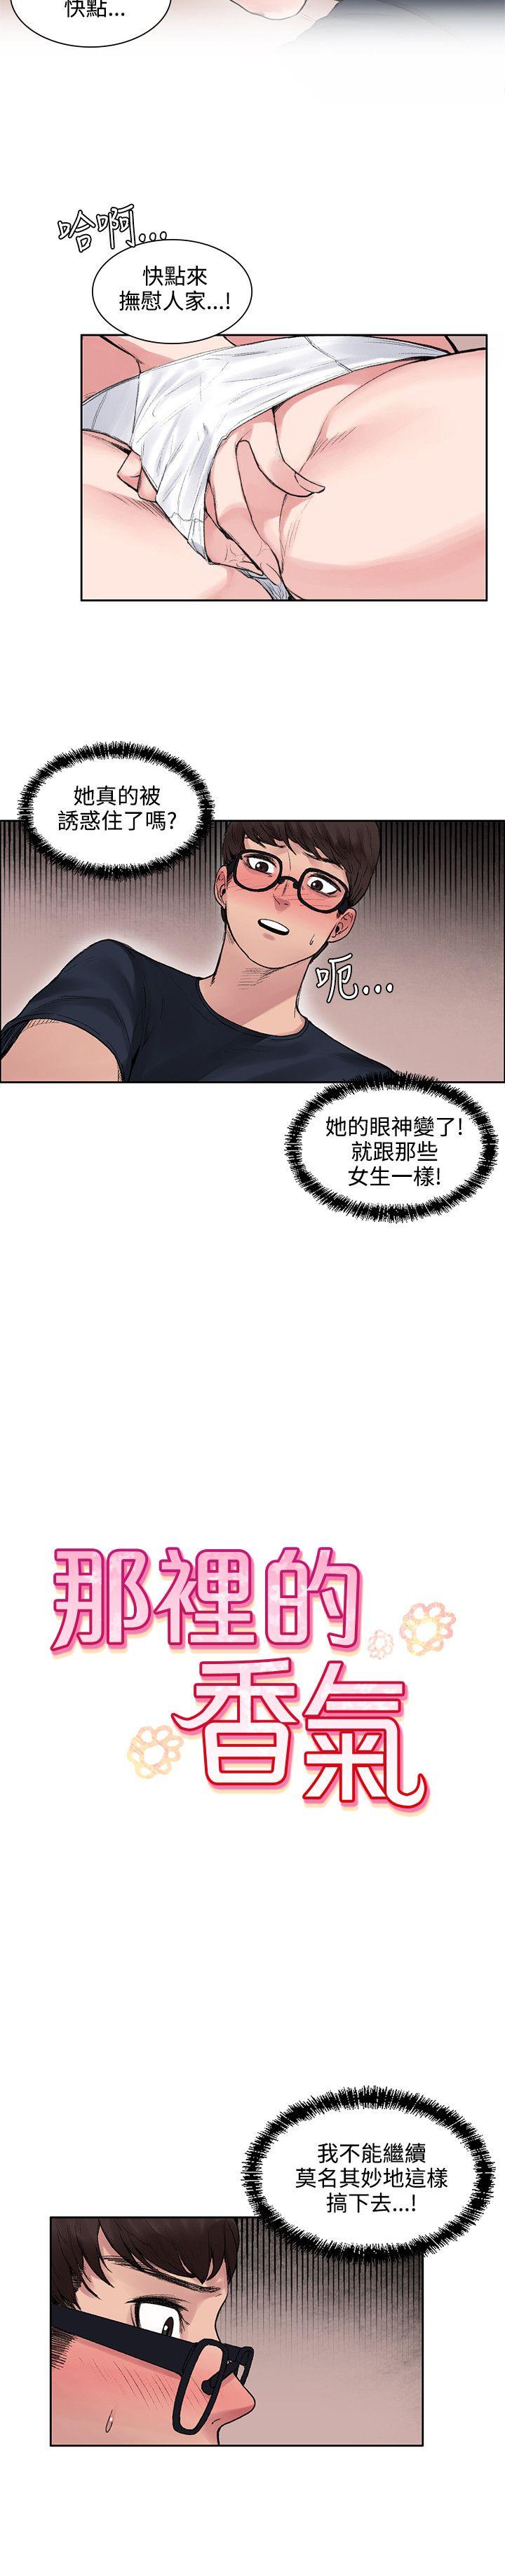 快點...
哈啊...
快點來
撫慰人家...!
她真的被
誘惑住了嗎?
呃...
她的眼神變了!
就跟那些
女生一樣!
那裡的
香氣
我不能繼續
莫名其妙地這樣
搞下去...!